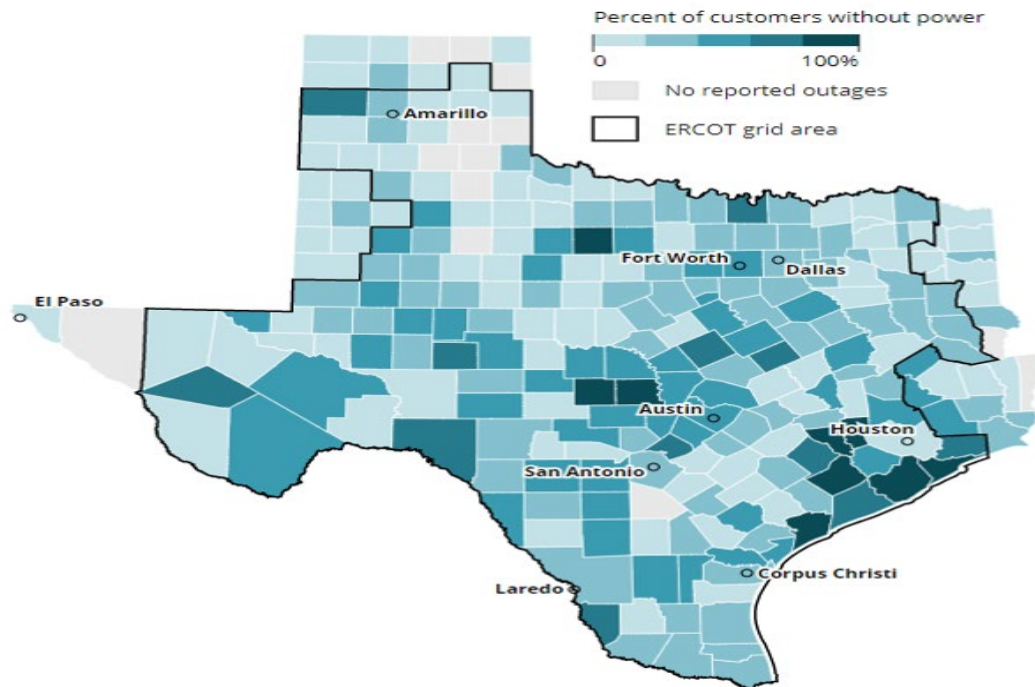 Percent of customers without power
0 100%
No reported outages
ERCOT grid area
Amarillo
Fort Worth
Dallas
El Paso
Austin
Houston
San Antonio
Laredo
Corpus Christi